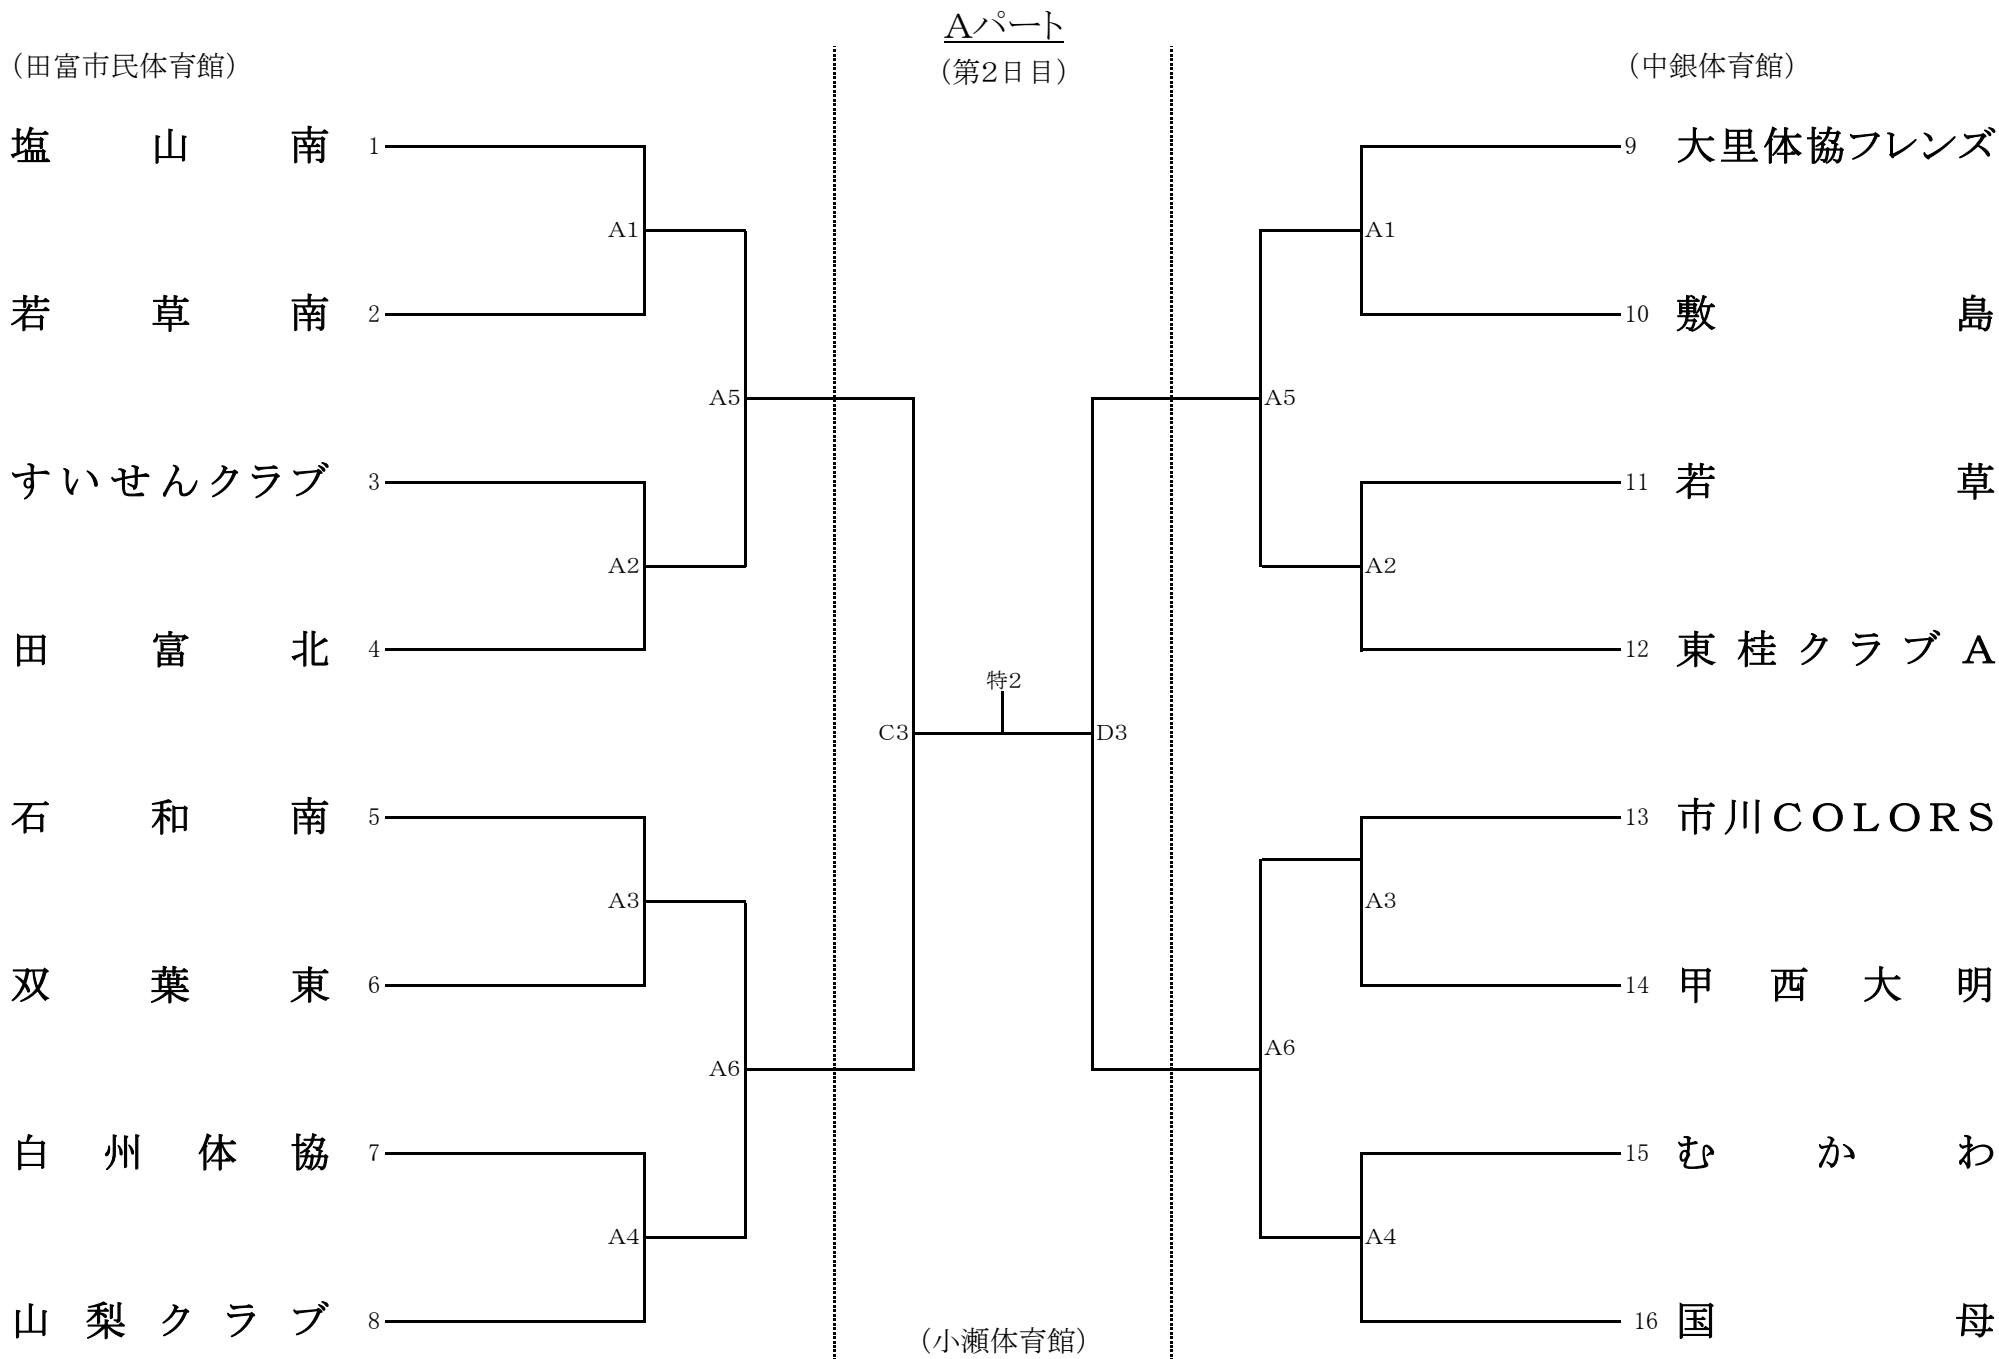 Aパート
（第2日目）
（田富市民体育館）
塩山南 1
若草南 2
すいせんクラブ 3
田富北 4
石和南 5
双葉東 6
白州体協 7
山梨クラブ 8
A1
A2
A3
A4
A5
A6
C3
特2
D3
（小瀬体育館）
（中銀体育館）
A5
A6
A1
A2
A3
A4
9 大里体協フレンズ
10 敷島
11 若草
12 東桂クラブA
13 市川COLORS
14 甲西大明
15 むかわ
16 国母